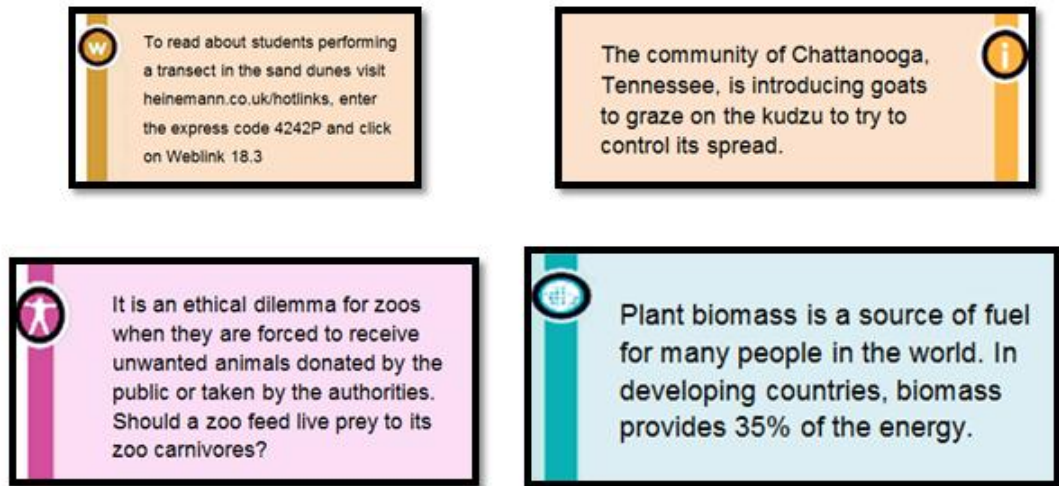 w
To read about students performing
a transect in the sand dunes visit
heinemann.co.uk/hotlinks, enter
the express code 4242P and click
on Weblink 18.3
The community of Chattanooga,
Tennessee, is introducing goats
to graze on the kudzu to try to
control its spread.
i
It is an ethical dilemma for zoos
when they are forced to receive
unwanted animals donated by the
public or taken by the authorities.
Should a zoo feed live prey to its
zoo carnivores?
Plant biomass is a source of fuel
for many people in the world. In
developing countries, biomass
provides 35% of the energy.